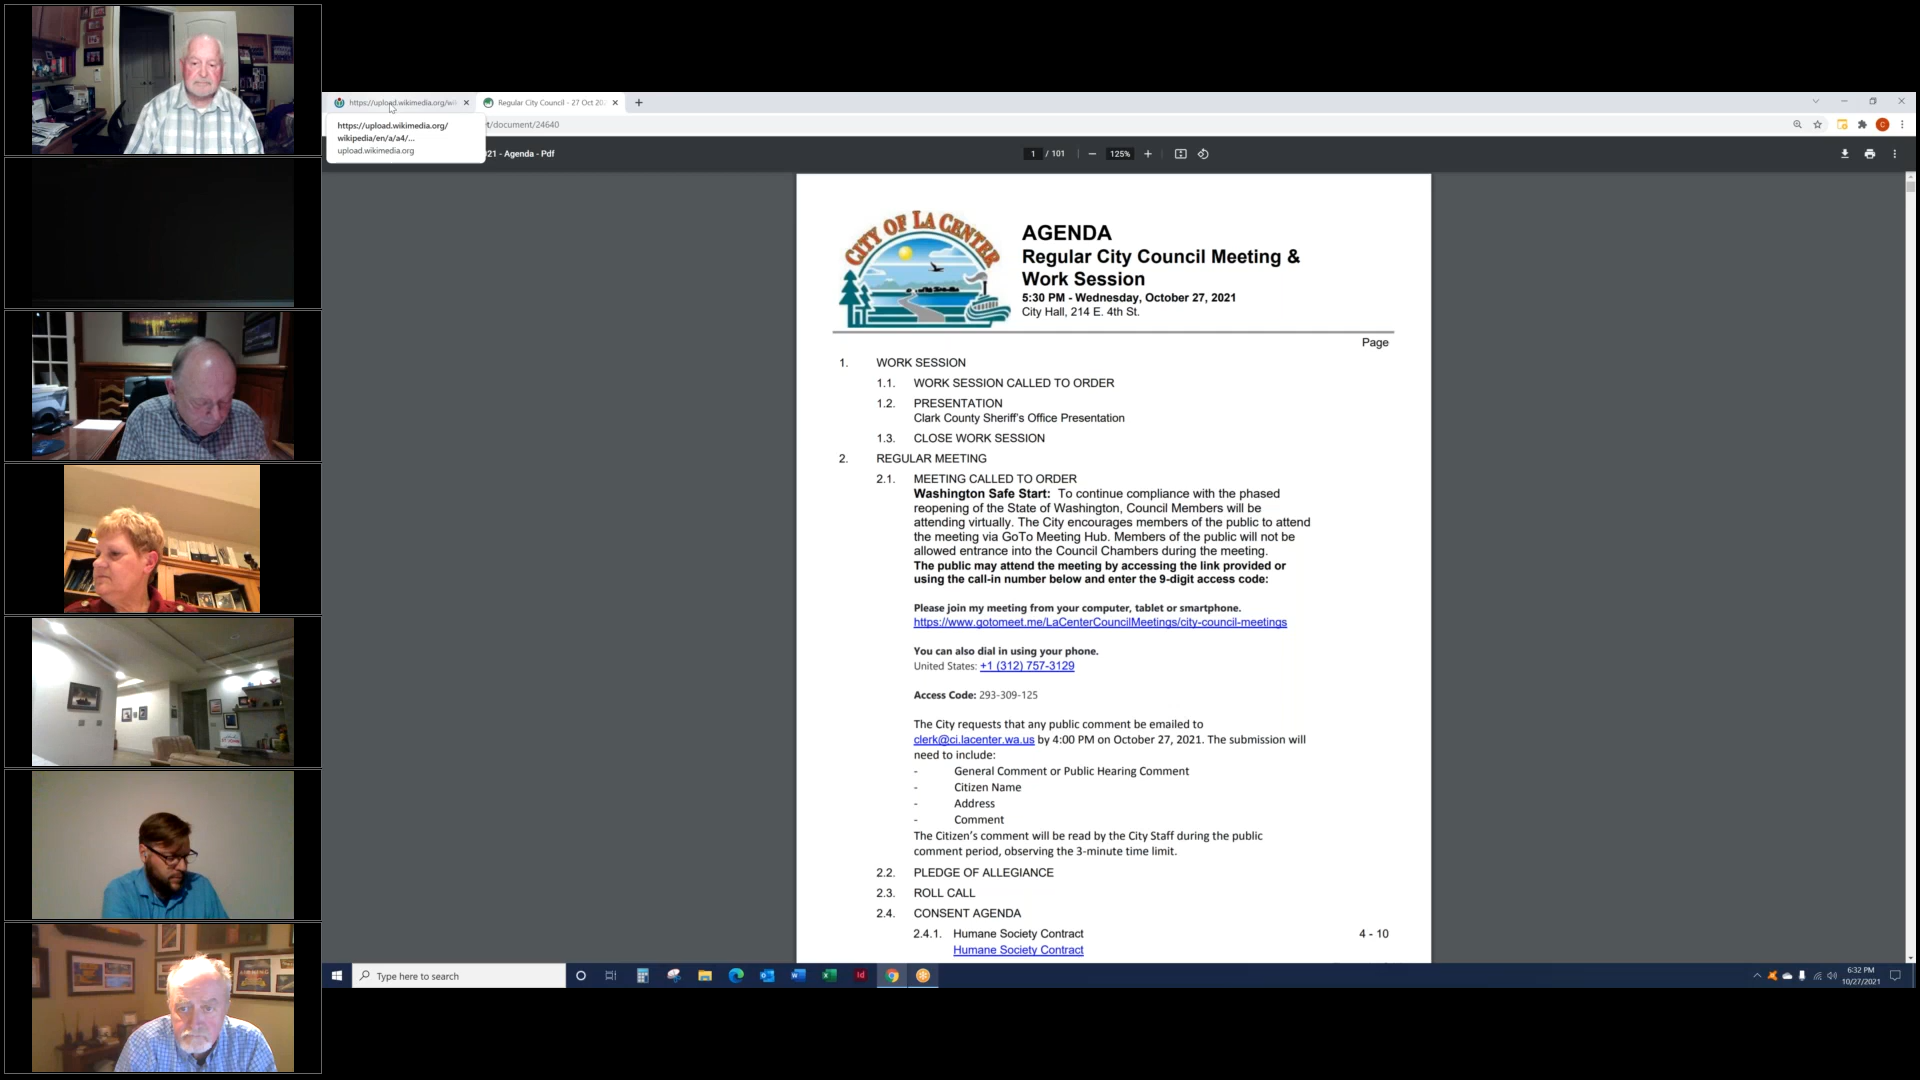 https://upload.wikimedia.org/wi
Regular City Council - 27 Oct 20
https://upload.wikimedia.org/
wikipedia/en/a/a4/...
upload.wikimedia.org
t/document/24640
21 - Agenda - Pdf
1 / 101
125%
CITY OF LA CENTER
AGENDA
Regular City Council Meeting &
Work Session
5:30 PM - Wednesday, October 27, 2021
City Hall, 214 E. 4th St.
Page
1. WORK SESSION
1.1. WORK SESSION CALLED TO ORDER
1.2. PRESENTATION
Clark County Sheriff's Office Presentation
1.3. CLOSE WORK SESSION
2. REGULAR MEETING
2.1. MEETING CALLED TO ORDER
Washington Safe Start: To continue compliance with the phased
reopening of the State of Washington, Council Members will be
attending virtually. The City encourages members of the public to attend
the meeting via GoTo Meeting Hub. Members of the public will not be
allowed entrance into the Council Chambers during the meeting.
The public may attend the meeting by accessing the link provided or
using the call-in number below and enter the 9-digit access code:
Please join my meeting from your computer, tablet or smartphone.
https://www.gotomeet.me/LaCenterCouncilMeetings/city-council-meetings
You can also dial in using your phone.
United States: +1 (312) 757-3129
Access Code: 293-309-125
The City requests that any public comment be emailed to
clerk@ci.lacenter.wa.us by 4:00 PM on October 27, 2021. The submission will
need to include:
- General Comment or Public Hearing Comment
- Citizen Name
- Address
- Comment
The Citizen's comment will be read by the City Staff during the public
comment period, observing the 3-minute time limit.
2.2. PLEDGE OF ALLEGIANCE
2.3. ROLL CALL
2.4. CONSENT AGENDA
2.4.1. Humane Society Contract 4 - 10
Humane Society Contract
Type here to search
6:32 PM
10/27/2021